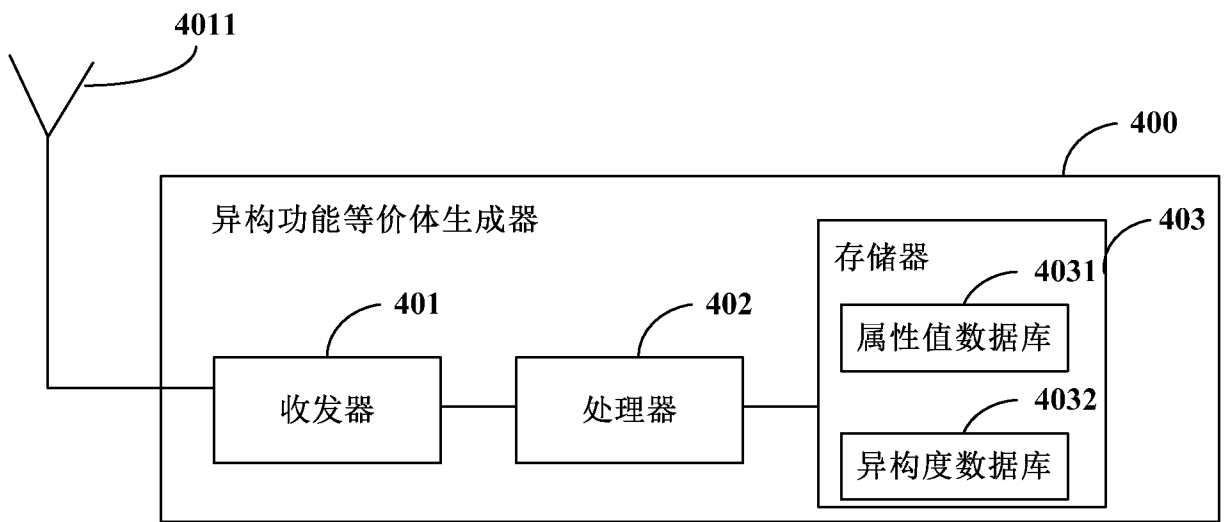 4011
400
异构功能等价体生成器
403
存储器
4031
属性值数据库
401
402
收发器
处理器
4032
异构度数据库